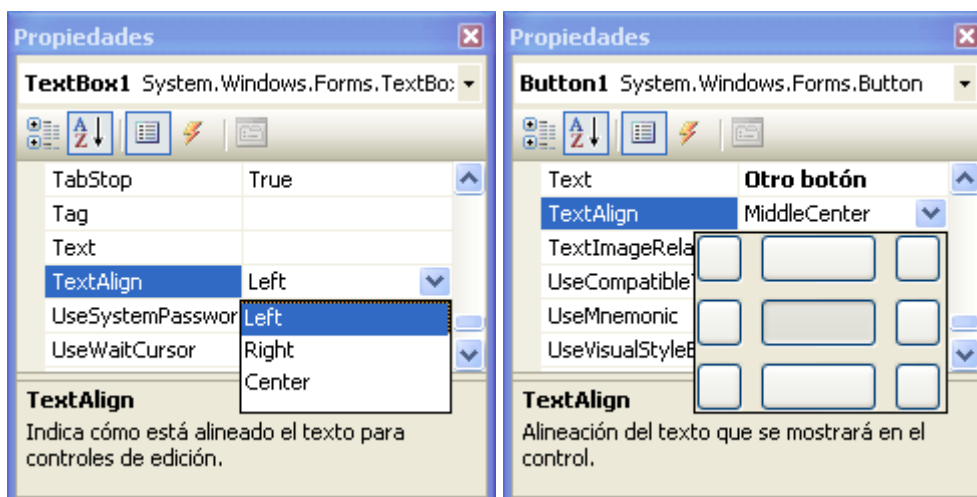 Propiedades
TextBox1 System.Windows.Forms.TextBo
TabStop True
Tag
Text
TextAlign Left
UseSystemPasswor
Left
UseWaitCursor
Right
Center
TextAlign
Indica cómo está alineado el texto para
controles de edición.
Propiedades
Button1 System.Windows.Forms.Button
Text Otro botón
TextAlign MiddleCenter
TextImageRela
UseCompatible
UseMnemonic
UseVisualStyleE
TextAlign
Alineación del texto que se mostrará en el
control.